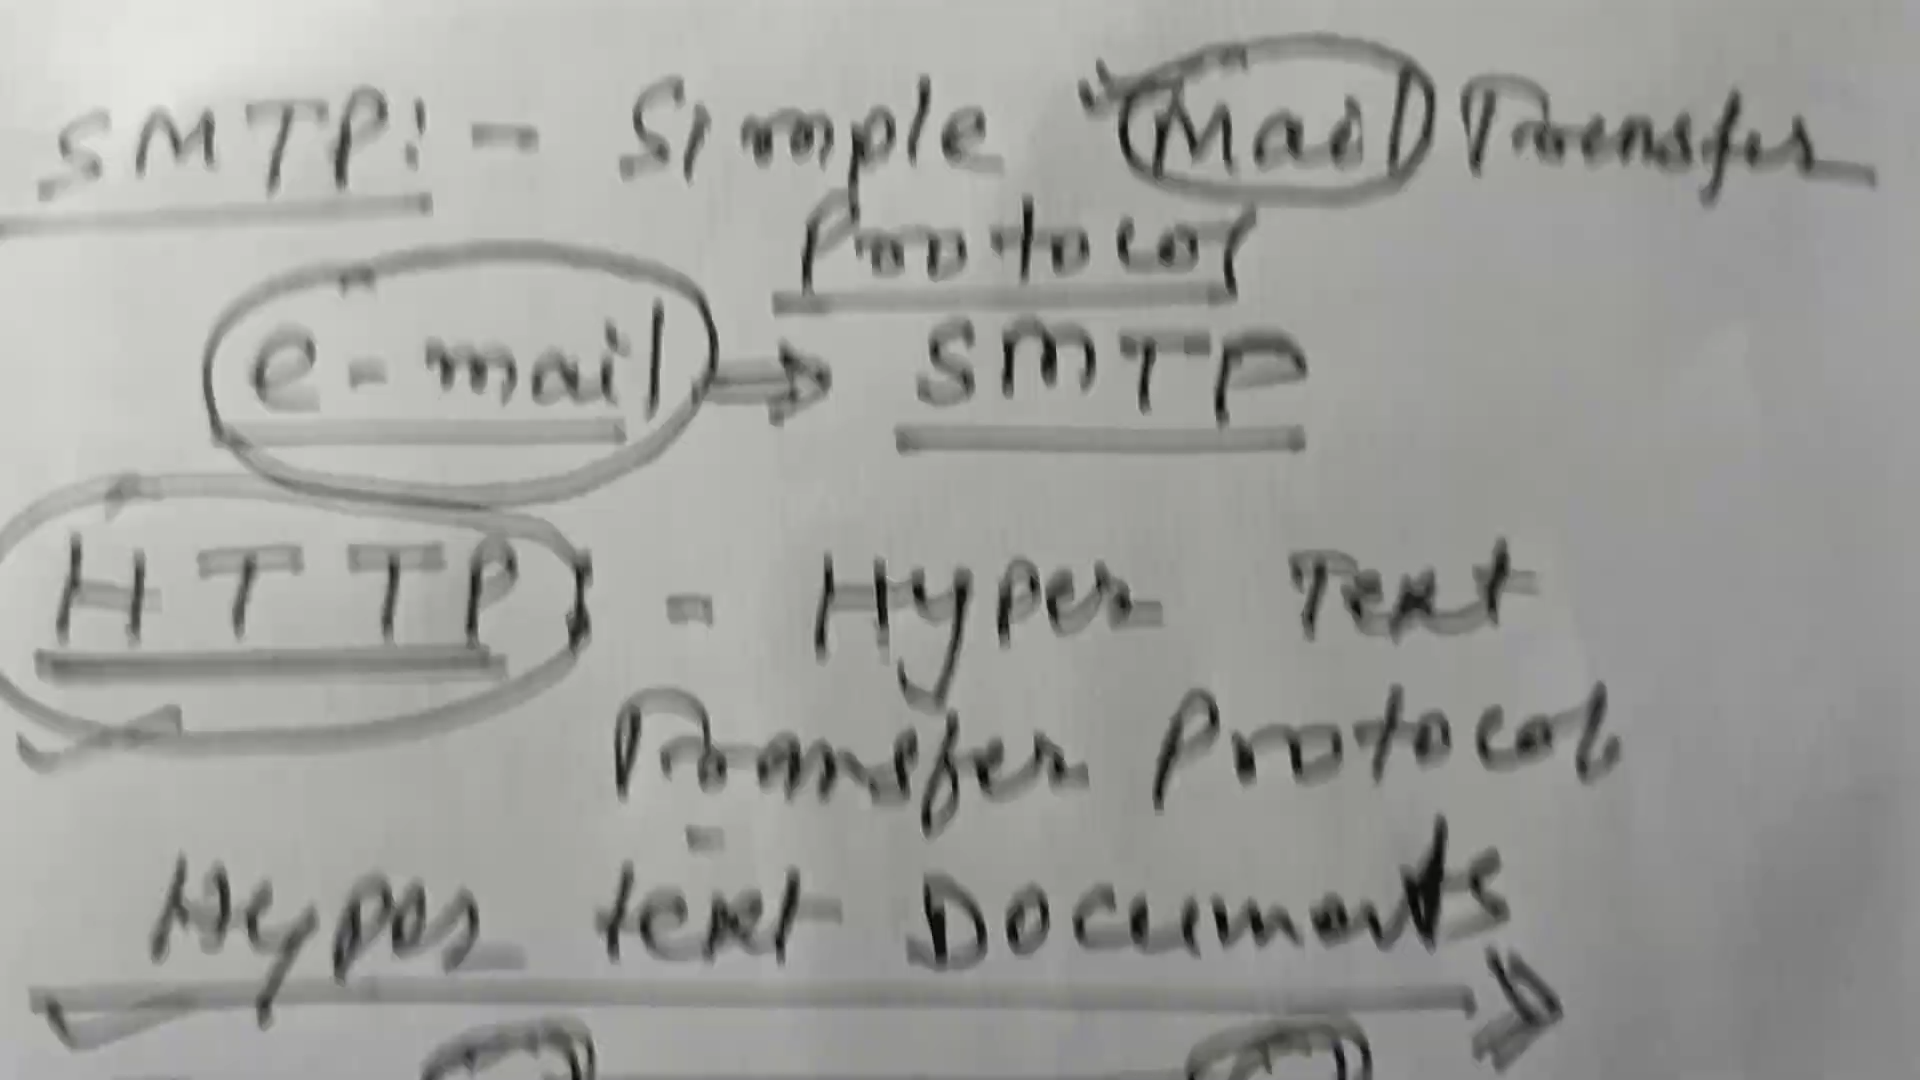 SMTP:- Simple "Mail" Transfer
Protocol
e-mail ⇒ SMTP
HTTP - Hyper Text
Transfer Protocol
Hyper text Documents